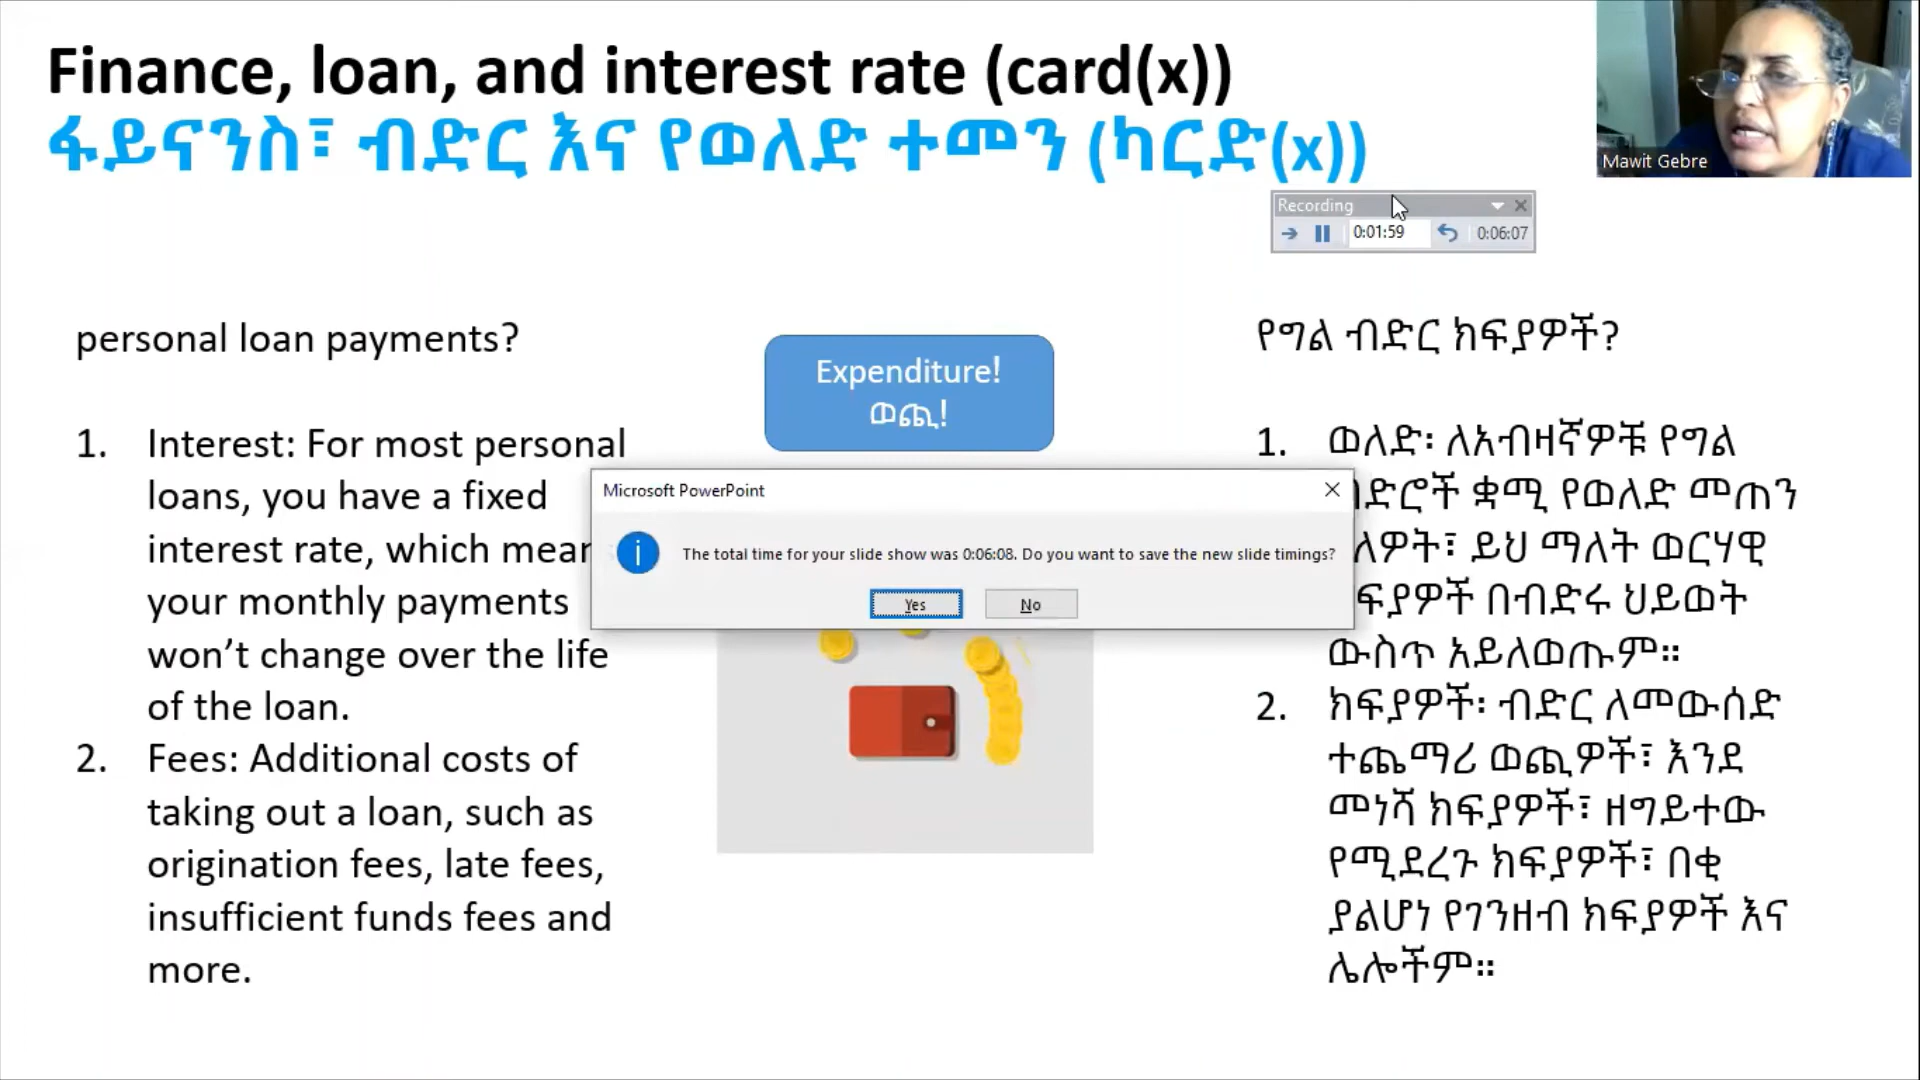 Finance, loan, and interest rate (card(x))
ፋይናንስ፣ ብድር እና የወለድ ተመን (ካርድ(x))
Mawit Gebre
Recording
0:01:59
0:06:07
personal loan payments?
1. Interest: For most personal
loans, you have a fixed
interest rate, which mean
your monthly payments
won’t change over the life
of the loan.
2. Fees: Additional costs of
taking out a loan, such as
origination fees, late fees,
insufficient funds fees and
more.
Expenditure!
ወጪ!
Microsoft PowerPoint
The total time for your slide show was 0:06:08. Do you want to save the new slide timings?
Yes
No
የግል ብድር ክፍያዎች?
1. ወለድ፡ ለአብዛኛዎቹ የግል
ድሮች ቋሚ የወለድ መጠን
ለዎት፣ ይህ ማለት ወርሃዊ
ፍያዎች በብድሩ ህይወት
ውስጥ አይለወጡም።
2. ክፍያዎች፡ ብድር ለመውሰድ
ተጨማሪ ወጪዎች፣ እንደ
መነሻ ክፍያዎች፣ ዘግይተው
የሚደረጉ ክፍያዎች፣ በቂ
ያልሆነ የገንዘብ ክፍያዎች እና
ሌሎችም።